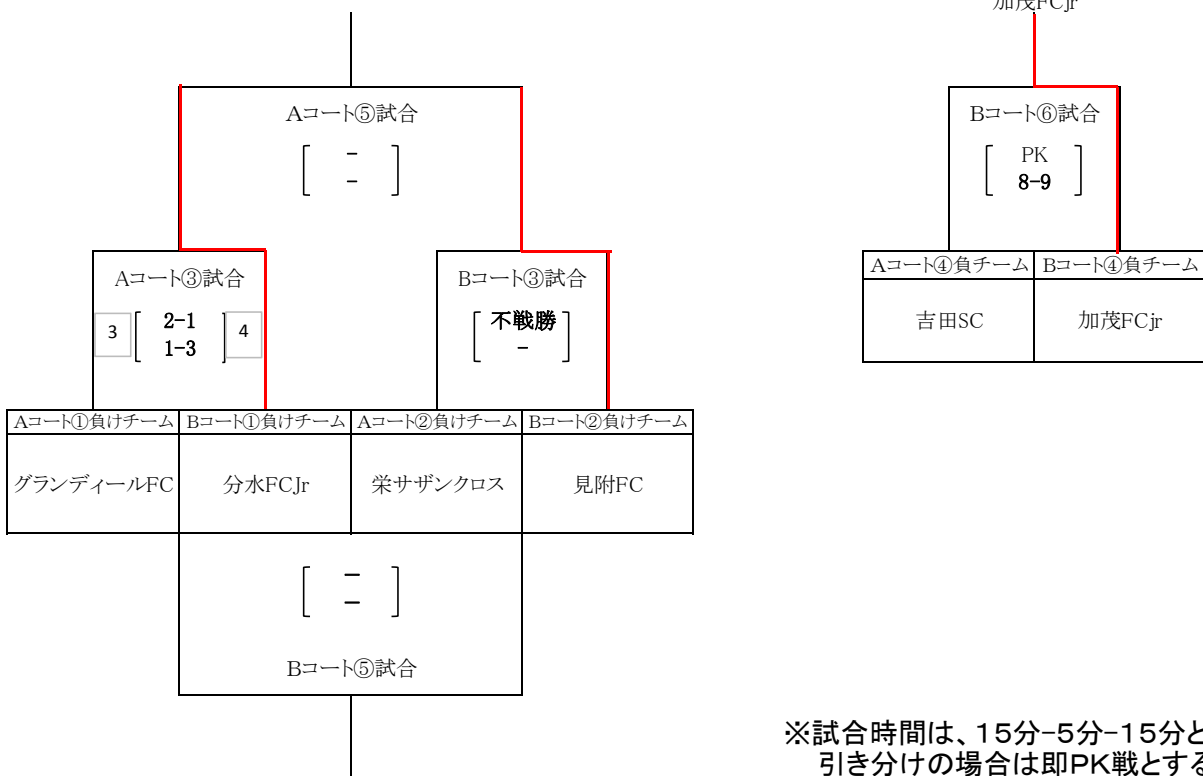 加茂FCjr
Aコート⑤試合
[ - ]
[ - ]
Bコート⑥試合
PK
8-9
Aコート③試合
3 [ 2-1 ] 4
1-3
Bコート③試合
[ 不戦勝 ]
-
Aコート④負チーム Bコート④負チーム
吉田SC 加茂FCjr
Aコート①負けチーム Bコート①負けチーム Aコート②負けチーム Bコート②負けチーム
グランディールFC 分水FCJr 栄サザンクロス 見附FC
[ - ]
[ - ]
Bコート⑤試合
※試合時間は、15分-5分-15分と
引き分けの場合は即PK戦とする